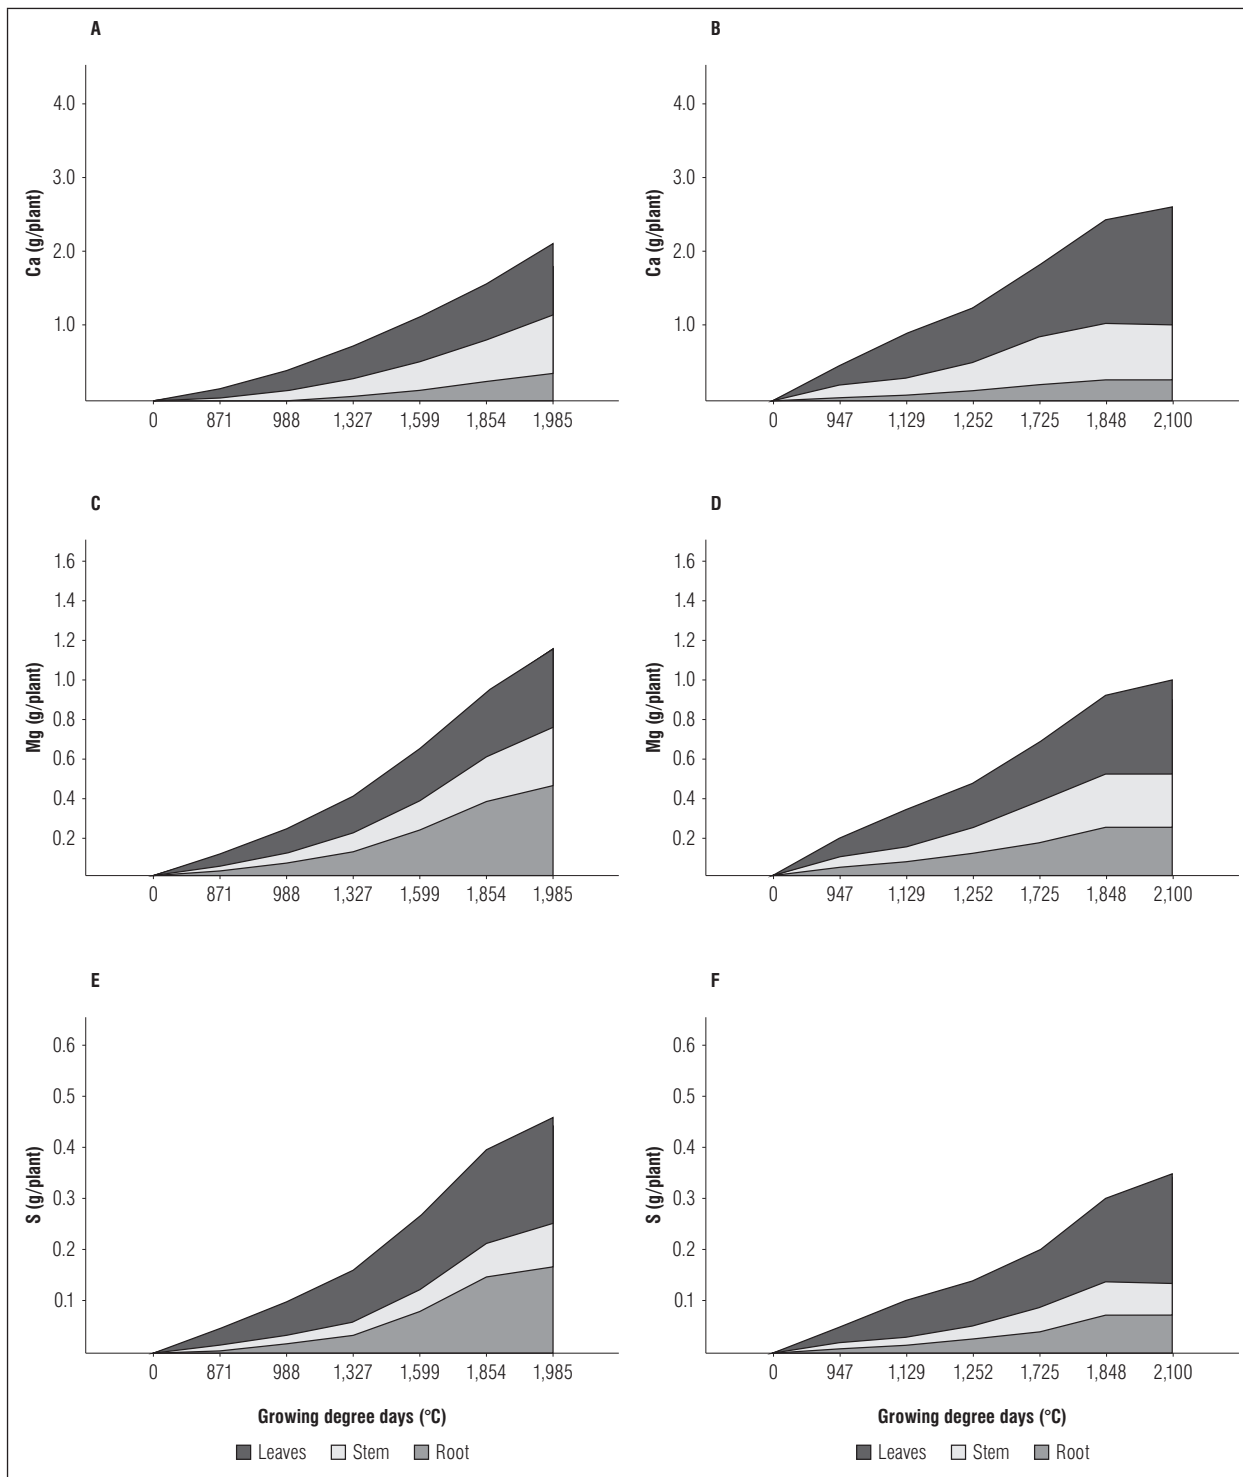 A
Ca (g/plant)
4.0
3.0
2.0
1.0
0 871 988 1,327 1,599 1,854 1,985
B
Ca (g/plant)
4.0
3.0
2.0
1.0
0 947 1,129 1,252 1,725 1,848 2,100
C
Mg (g/plant)
1.6
1.4
1.2
1.0
0.8
0.6
0.4
0.2
0 871 988 1,327 1,599 1,854 1,985
D
Mg (g/plant)
1.6
1.4
1.2
1.0
0.8
0.6
0.4
0.2
0 947 1,129 1,252 1,725 1,848 2,100
E
S (g/plant)
0.6
0.5
0.4
0.3
0.2
0.1
0 871 988 1,327 1,599 1,854 1,985
Growing degree days (°C)
Leaves Stem Root
F
S (g/plant)
0.6
0.5
0.4
0.3
0.2
0.1
0 947 1,129 1,252 1,725 1,848 2,100
Growing degree days (°C)
Leaves Stem Root